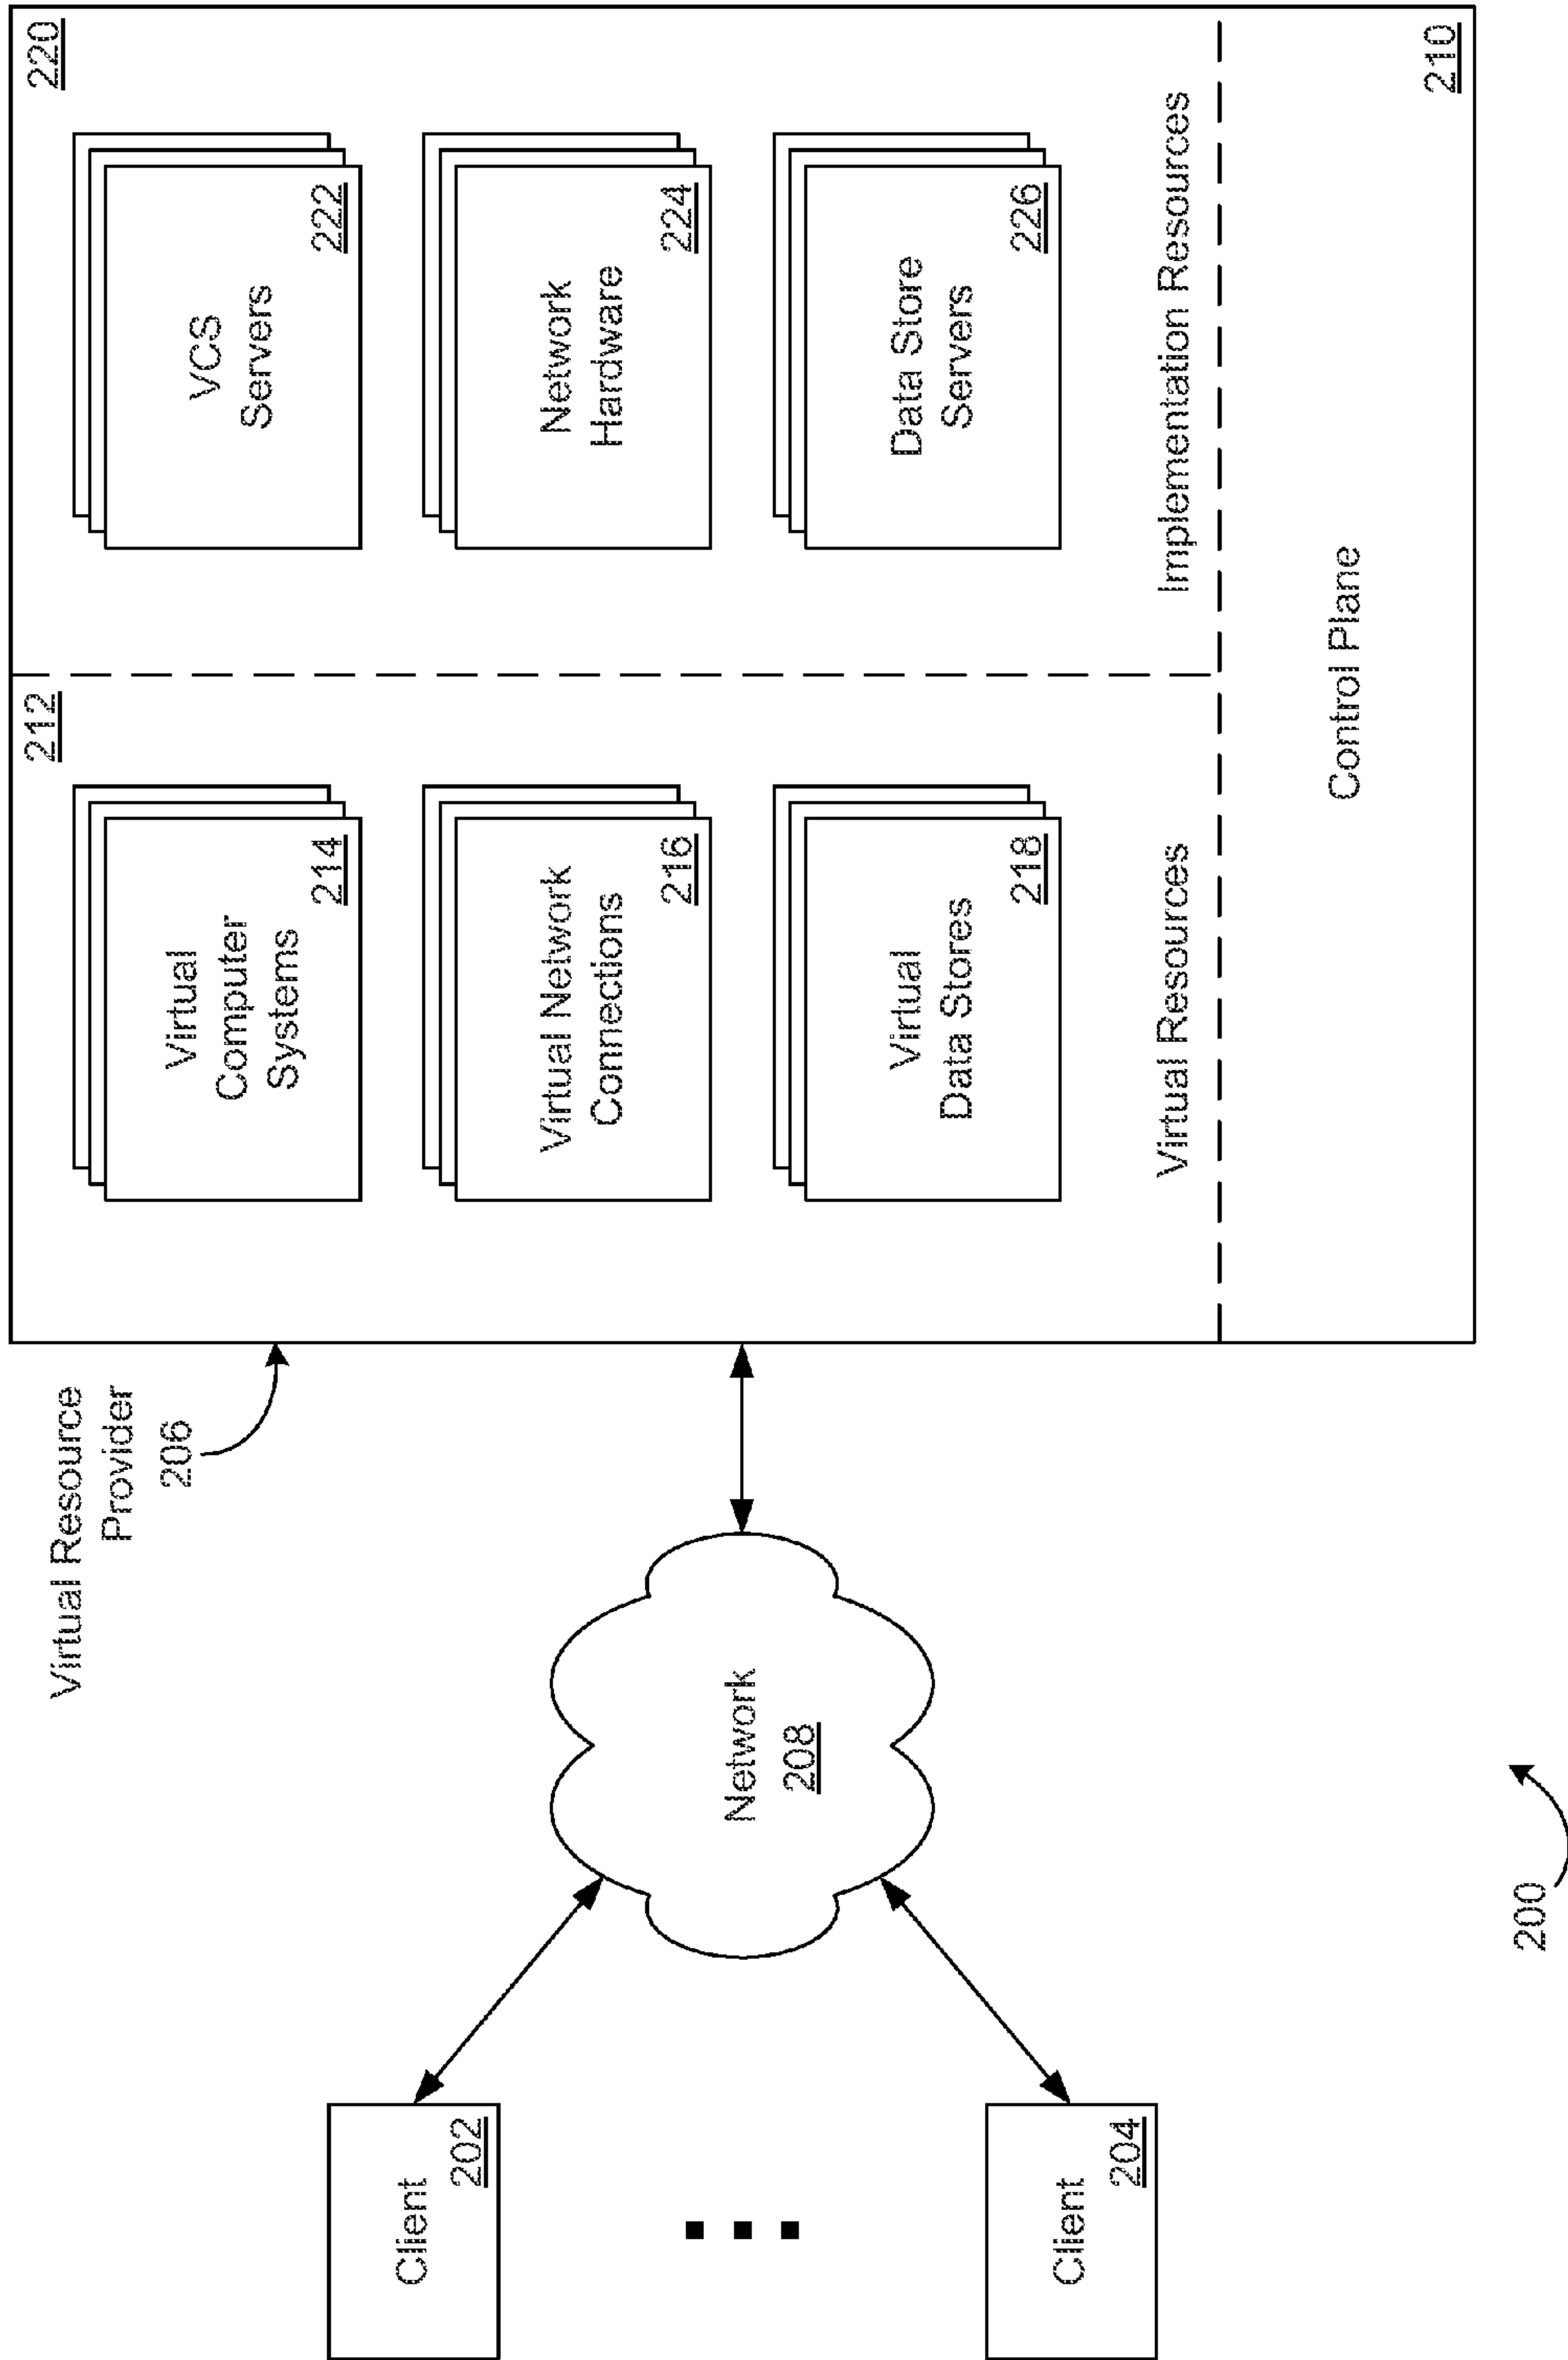 Virtual Resource
Provider
206
212
220
Virtual
Computer
Systems
214
VCS
Servers
222
Virtual Network
Connections
216
Network
Hardware
224
Virtual
Data Stores
218
Data Store
Servers
226
Virtual Resources
Implementation Resources
Control Plane
210
Network
208
Client
202
Client
204
200